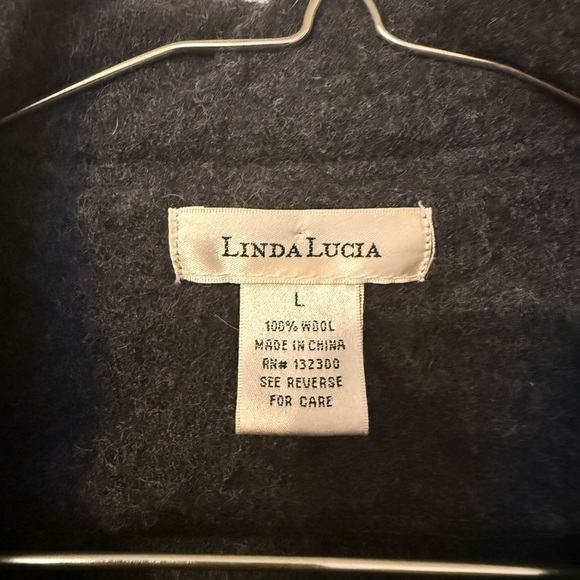 LINDA LUCIA
L
100% WOOL
MADE IN CHINA
RN# 132300
SEE REVERSE
FOR CARE